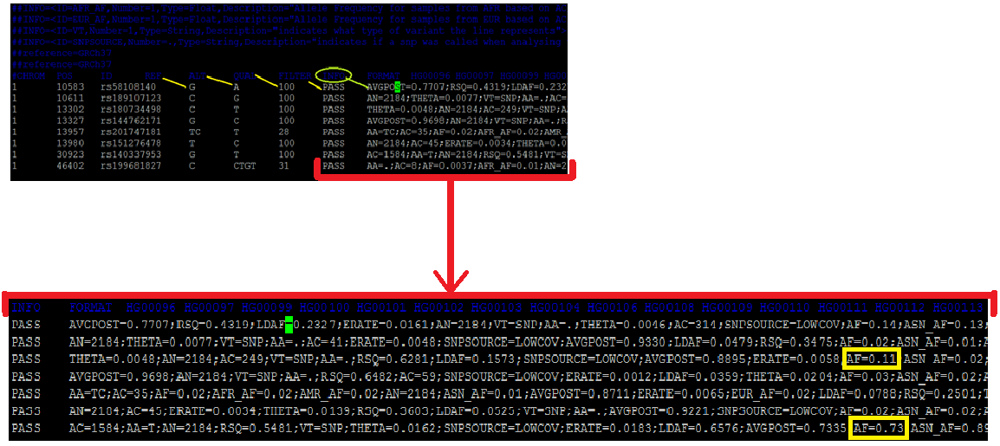 ##INFO=<ID=AFR_AF,Number=1,Type=Float,Description="Allele Frequency for samples from AFR based on AC
##INFO=<ID=EUR_AF,Number=1,Type=Float,Description="Allele Frequency for samples from EUR based on AC
##INFO=<ID=VT,Number=1,Type=String,Description="indicates what type of variant the line represents">
##INFO=<ID=SNPSOURCE,Number=.,Type=String,Description="indicates if a snp was called when analysing
##reference=GRCh37
##reference=GRCh37
#CHROM POS ID REF ALT QUAL FILTER INFO FORMAT HG00096 HG00097 HG00099 HG00
1 10583 rs58108140 G A 100 PASS AVGPOST=0.7707;RSQ=0.4319;LDAF=0.232
1 10611 rs189107123 C G 100 PASS AN=2184;THETA=0.0077;VT=SNP;AA=.;AC=
1 13302 rs180734498 C T 100 PASS THETA=0.0048;AN=2184;AC=249;VT=SNP;A
1 13327 rs144762171 G C 100 PASS AVGPOST=0.9698;AN=2184;VT=SNP;AA=.;R
1 13957 rs201747181 TC T 28 PASS AA=TC;AC=35;AF=0.02;AFR_AF=0.02;AMR_
1 13980 rs151276478 T C 100 PASS AN=2184;AC=45;ERATE=0.0034;THETA=0.0
1 30923 rs140337953 G T 100 PASS AC=1584;AA=T;AN=2184;RSQ=0.5481;VT=S
1 46402 rs199681827 C CTGT 31 PASS AA=.;AC=8;AF=0.0037;AFR_AF=0.01;AN=2
INFO FORMAT HG00096 HG00097 HG00099 HG00100 HG00101 HG00102 HG00103 HG00104 HG00106 HG00108 HG00109 HG00110 HG00111 HG00112 HG00113
PASS AVGPOST=0.7707;RSQ=0.4319;LDAF=0.2327;ERATE=0.0161;AN=2184;VT=SNP;AA=.;THETA=0.0046;AC=314;SNPSOURCE=LOWCOV;AF=0.14;ASN_AF=0.13;
PASS AN=2184;THETA=0.0077;VT=SNP;AA=.;AC=41;ERATE=0.0048;SNPSOURCE=LOWCOV;AVGPOST=0.9330;LDAF=0.0479;RSQ=0.3475;AF=0.02;ASN_AF=0.01;A
PASS THETA=0.0048;AN=2184;AC=249;VT=SNP;AA=.;RSQ=0.6281;LDAF=0.1573;SNPSOURCE=LOWCOV;AVGPOST=0.8895;ERATE=0.0058;AF=0.11;ASN_AF=0.02;
PASS AVGPOST=0.9698;AN=2184;VT=SNP;AA=.;RSQ=0.6482;AC=59;SNPSOURCE=LOWCOV;ERATE=0.0012;LDAF=0.0359;THETA=0.0204;AF=0.03;ASN_AF=0.02;A
PASS AA=TC;AC=35;AF=0.02;AFR_AF=0.02;AMR_AF=0.02;AN=2184;ASN_AF=0.01;AVGPOST=0.8711;ERATE=0.0065;EUR_AF=0.02;LDAF=0.0788;RSQ=0.2501;T
PASS AN=2184;AC=45;ERATE=0.0034;THETA=0.0139;RSQ=0.3603;LDAF=0.0525;VT=SNP;AA=.;AVGPOST=0.9221;SNPSOURCE=LOWCOV;AF=0.02;ASN_AF=0.02;A
PASS AC=1584;AA=T;AN=2184;RSQ=0.5481;VT=SNP;THETA=0.0162;SNPSOURCE=LOWCOV;ERATE=0.0183;LDAF=0.6576;AVGPOST=0.7335;AF=0.73;ASN_AF=0.89